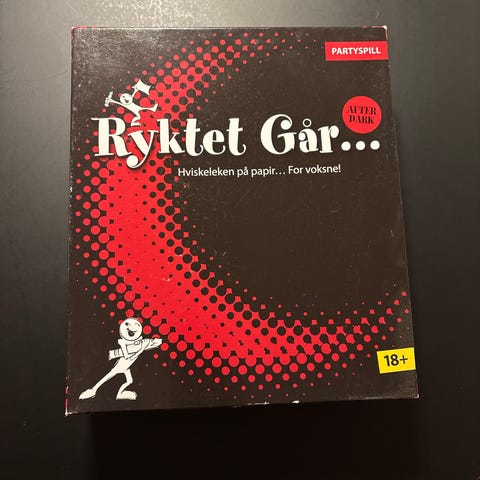 PARTYSPILL
AFTER
DARK
Ryktet Går...
Hviskeleken på papir... For voksne!
18+